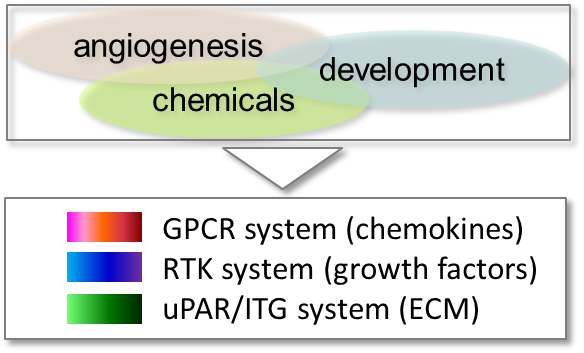 angiogenesis
development
chemicals
GPCR system (chemokines)
RTK system (growth factors)
uPAR/ITG system (ECM)